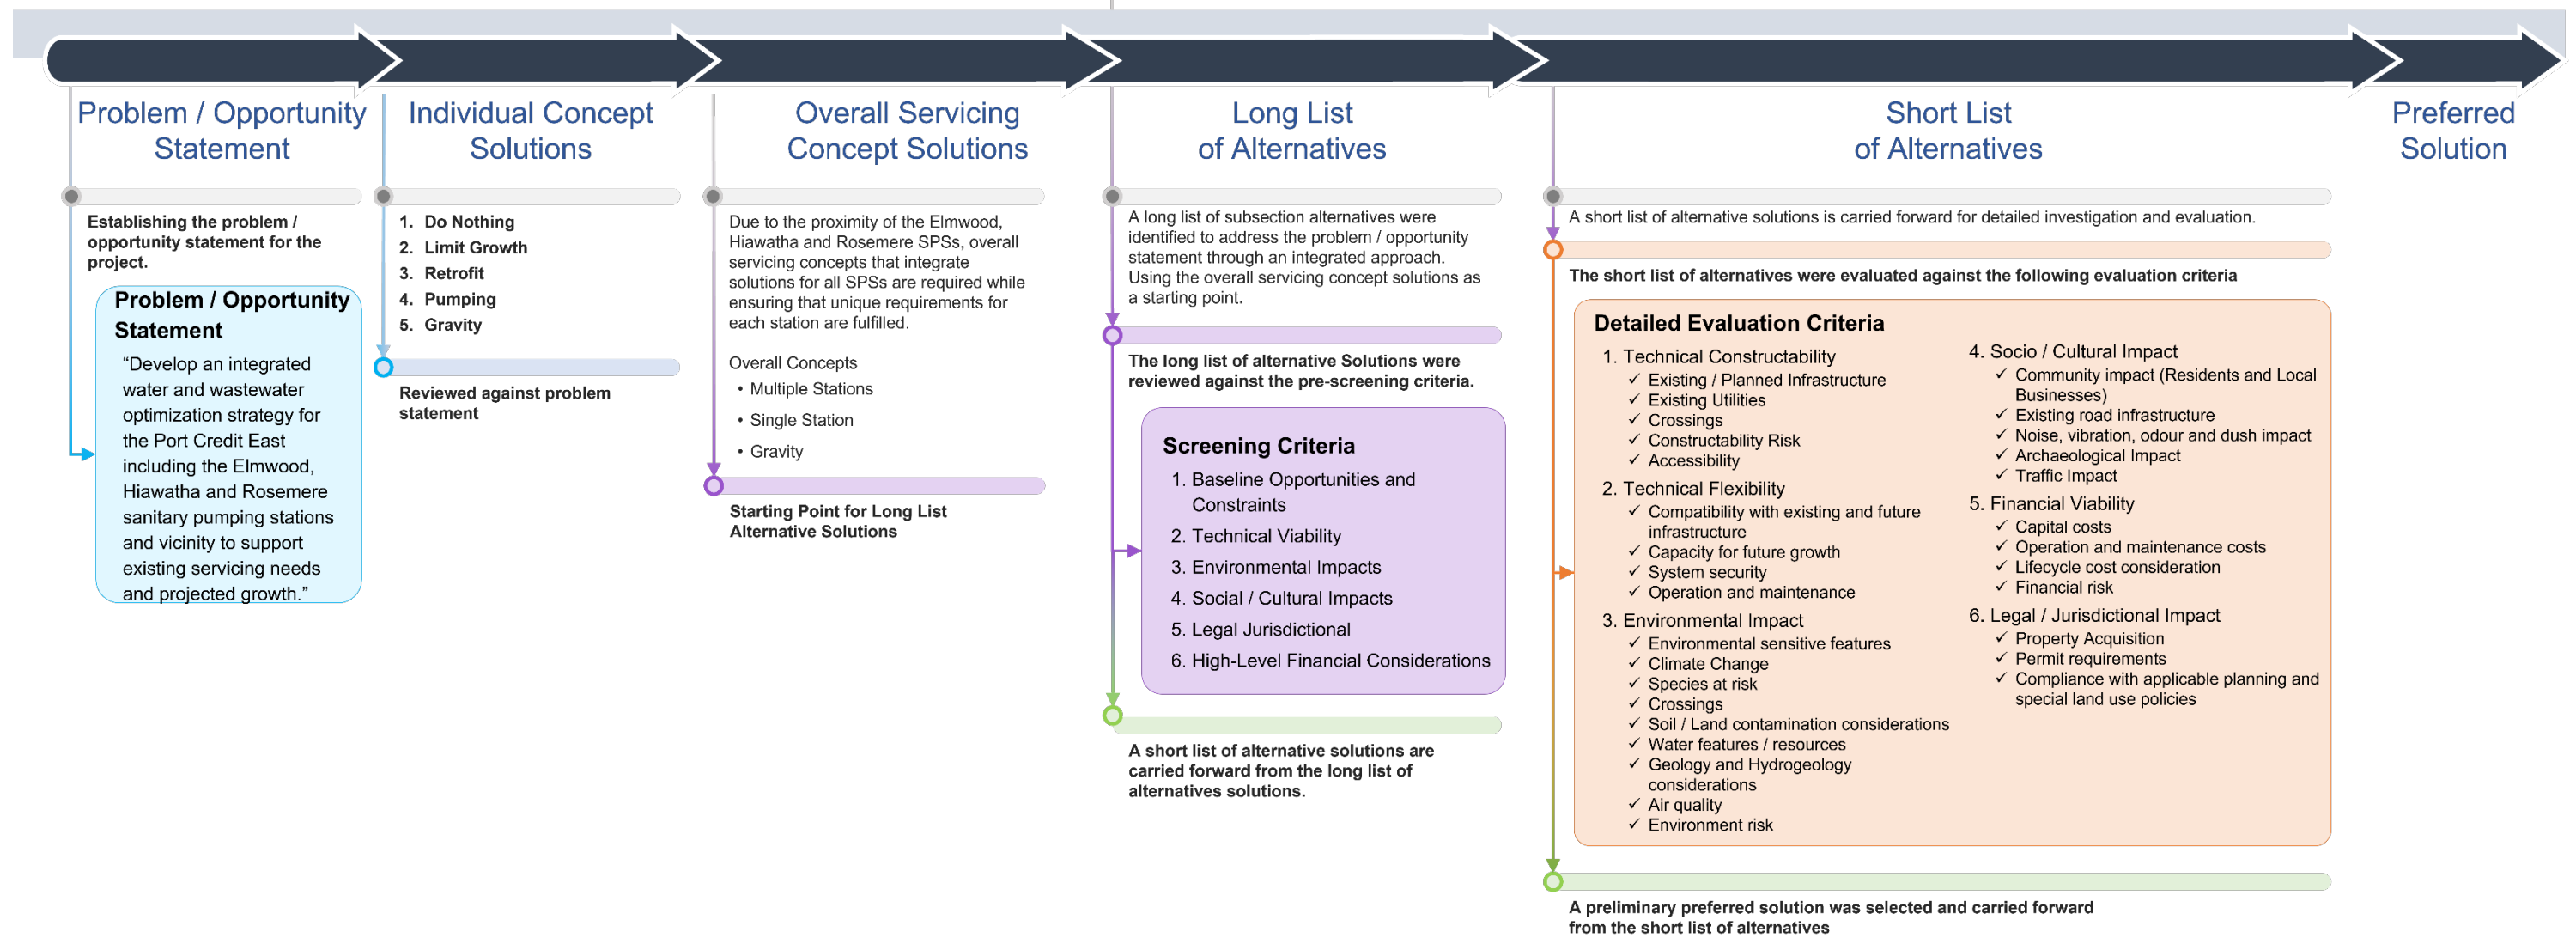 Problem / Opportunity
Statement
Establishing the problem /
opportunity statement for the
project.
Problem / Opportunity
Statement
“Develop an integrated
water and wastewater
optimization strategy for
the Port Credit East
including the Elmwood,
Hiawatha and Rosemere
sanitary pumping stations
and vicinity to support
existing servicing needs
and projected growth.”
Individual Concept
Solutions
1. Do Nothing
2. Limit Growth
3. Retrofit
4. Pumping
5. Gravity
Reviewed against problem
statement
Overall Servicing
Concept Solutions
Due to the proximity of the Elmwood,
Hiawatha and Rosemere SPSs, overall
servicing concepts that integrate
solutions for all SPSs are required while
ensuring that unique requirements for
each station are fulfilled.
Overall Concepts
• Multiple Stations
• Single Station
• Gravity
Starting Point for Long List
Alternative Solutions
Long List
of Alternatives
A long list of subsection alternatives were
identified to address the problem / opportunity
statement through an integrated approach.
Using the overall servicing concept solutions as
a starting point.
The long list of alternative Solutions were
reviewed against the pre-screening criteria.
Screening Criteria
1. Baseline Opportunities and
Constraints
2. Technical Viability
3. Environmental Impacts
4. Social / Cultural Impacts
5. Legal Jurisdictional
6. High-Level Financial Considerations
A short list of alternative solutions are
carried forward from the long list of
alternatives solutions.
Short List
of Alternatives
A short list of alternative solutions is carried forward for detailed investigation and evaluation.
The short list of alternatives were evaluated against the following evaluation criteria
Detailed Evaluation Criteria
1. Technical Constructability
✓ Existing / Planned Infrastructure
✓ Existing Utilities
✓ Crossings
✓ Constructability Risk
✓ Accessibility
2. Technical Flexibility
✓ Compatibility with existing and future
infrastructure
✓ Capacity for future growth
✓ System security
✓ Operation and maintenance
3. Environmental Impact
✓ Environmental sensitive features
✓ Climate Change
✓ Species at risk
✓ Crossings
✓ Soil / Land contamination considerations
✓ Water features / resources
✓ Geology and Hydrogeology
considerations
✓ Air quality
✓ Environment risk
4. Socio / Cultural Impact
✓ Community impact (Residents and Local
Businesses)
✓ Existing road infrastructure
✓ Noise, vibration, odour and dush impact
✓ Archaeological Impact
✓ Traffic Impact
5. Financial Viability
✓ Capital costs
✓ Operation and maintenance costs
✓ Lifecycle cost consideration
✓ Financial risk
6. Legal / Jurisdictional Impact
✓ Property Acquisition
✓ Permit requirements
✓ Compliance with applicable planning and
special land use policies
A preliminary preferred solution was selected and carried forward
from the short list of alternatives
Preferred
Solution